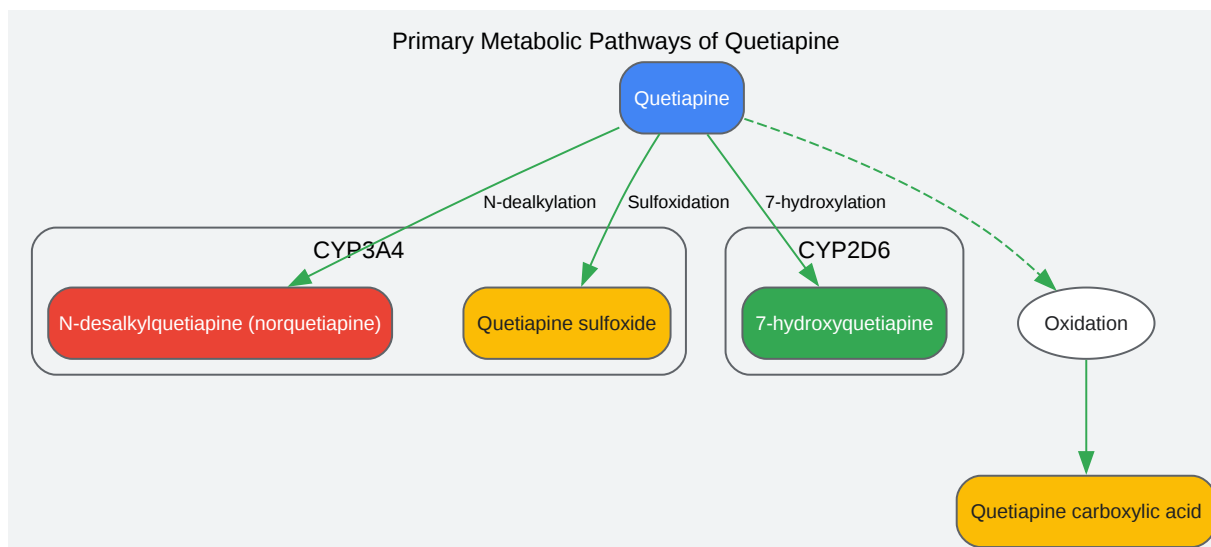 Primary Metabolic Pathways of Quetiapine
Quetiapine
N-dealkylation
Sulfoxidation
7-hydroxylation
CYP3A4
CYP2D6
N-desalkylquetiapine (norquetiapine)
Quetiapine sulfoxide
7-hydroxyquetiapine
Oxidation
Quetiapine carboxylic acid